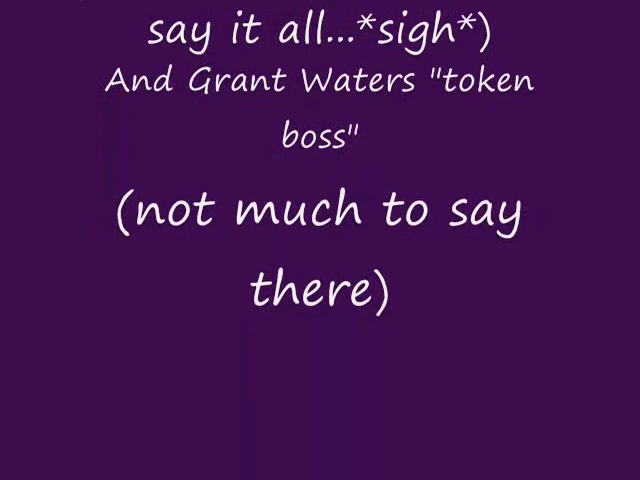 say it all...*sigh*)
And Grant Waters "token
boss"
(not much to say
there)